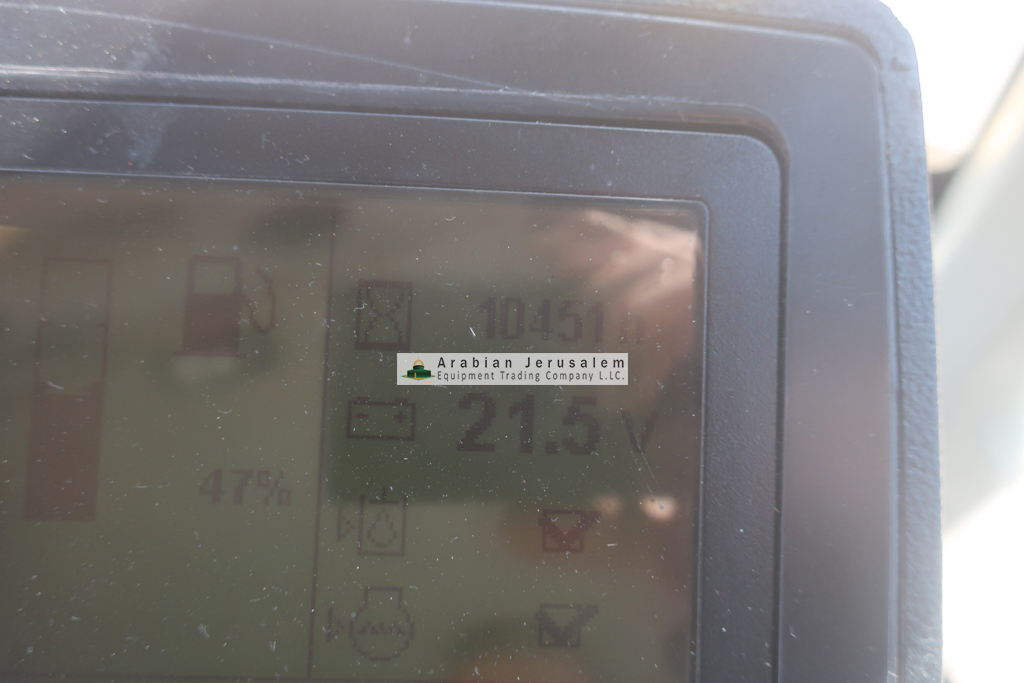 10451 h
Arabian Jerusalem
Equipment Trading Company L.L.C.
21.5 V
47%